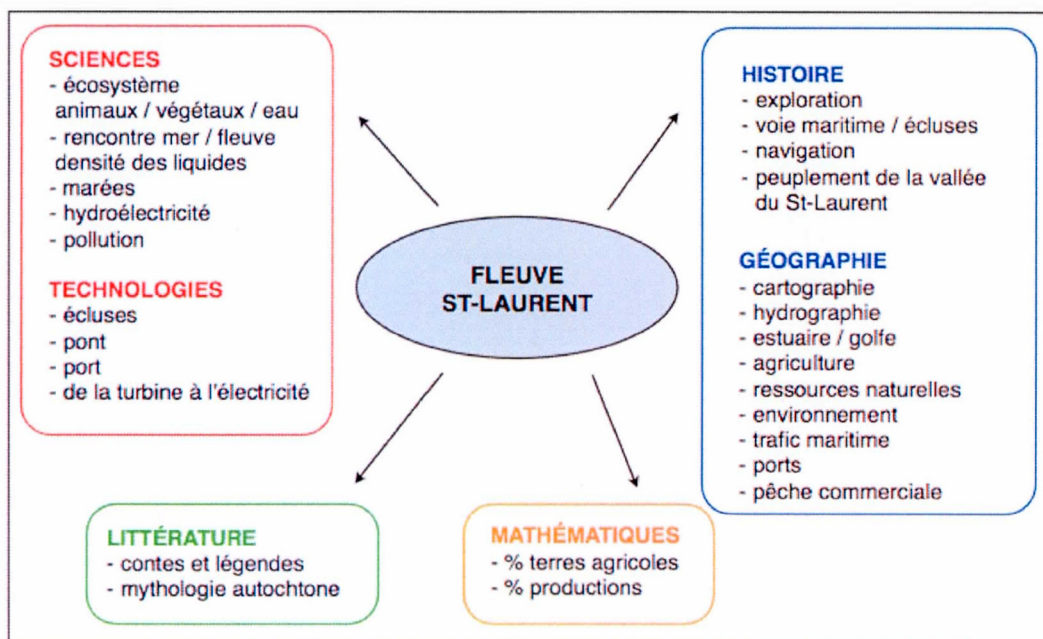 SCIENCES
- écosystème
animaux / végétaux / eau
- rencontre mer / fleuve
densité des liquides
- marées
- hydroélectricité
- pollution
TECHNOLOGIES
- écluses
- pont
- port
- de la turbine à l'électricité
HISTOIRE
- exploration
- voie maritime / écluses
- navigation
- peuplement de la vallée
du St-Laurent
GÉOGRAPHIE
- cartographie
- hydrographie
- estuaire / golfe
- agriculture
- ressources naturelles
- environnement
- trafic maritime
- ports
- pêche commerciale
FLEUVE
ST-LAURENT
LITTÉRATURE
- contes et légendes
- mythologie autochtone
MATHÉMATIQUES
- % terres agricoles
- % productions